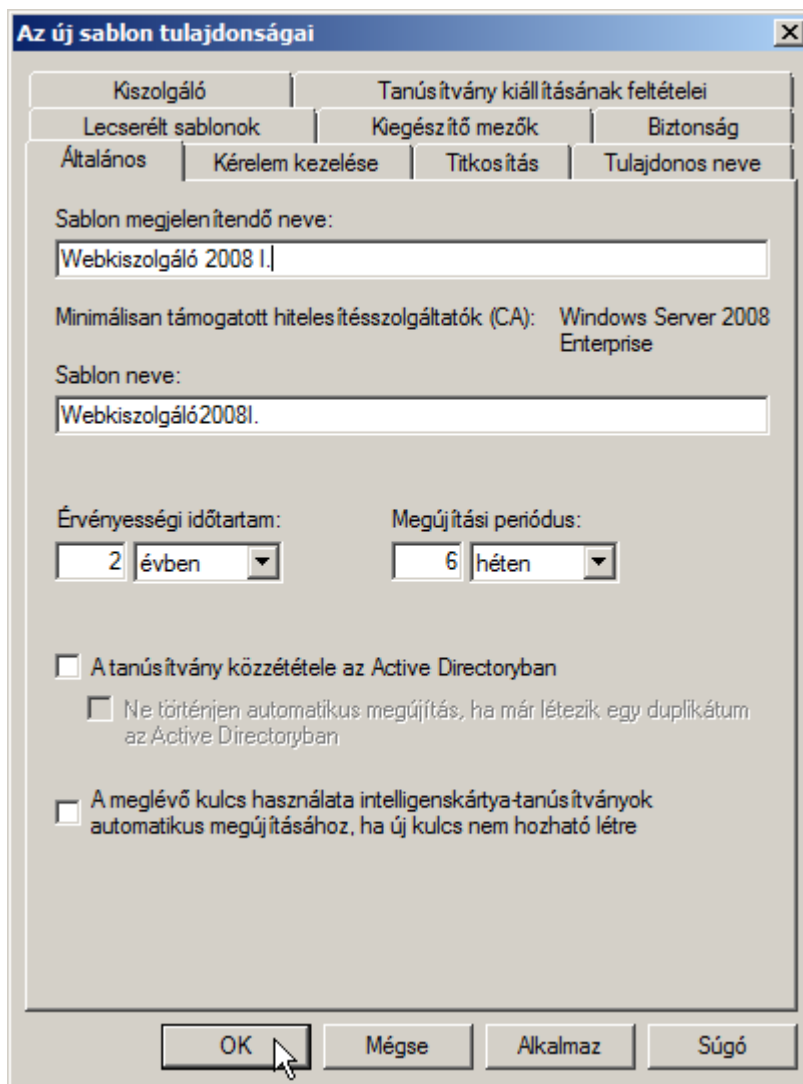 Az új sablon tulajdonságai
Kiszolgáló
Tanúsítvány kiállításának feltételei
Lecserélt sablonok
Kiegészítő mezők
Biztonság
Általános
Kérelem kezelése
Titkosítás
Tulajdonos neve
Sablon megjelenítendő neve:
Webkiszolgáló 2008 I.
Minimálisan támogatott hitelesítésszolgáltatók (CA): Windows Server 2008
Enterprise
Sablon neve:
Webkiszolgáló2008I.
Érvényességi időtartam: Megújítási periódus:
2 évben 6 héten
A tanúsítvány közzététele az Active Directoryban
Ne történjen automatikus megújítás, ha már létezik egy duplikátum
az Active Directoryban
A meglévő kulcs használata intelligenskártya-tanúsítványok
automatikus megújításához, ha új kulcs nem hozható létre
OK Mégse Alkalmaz Súgó